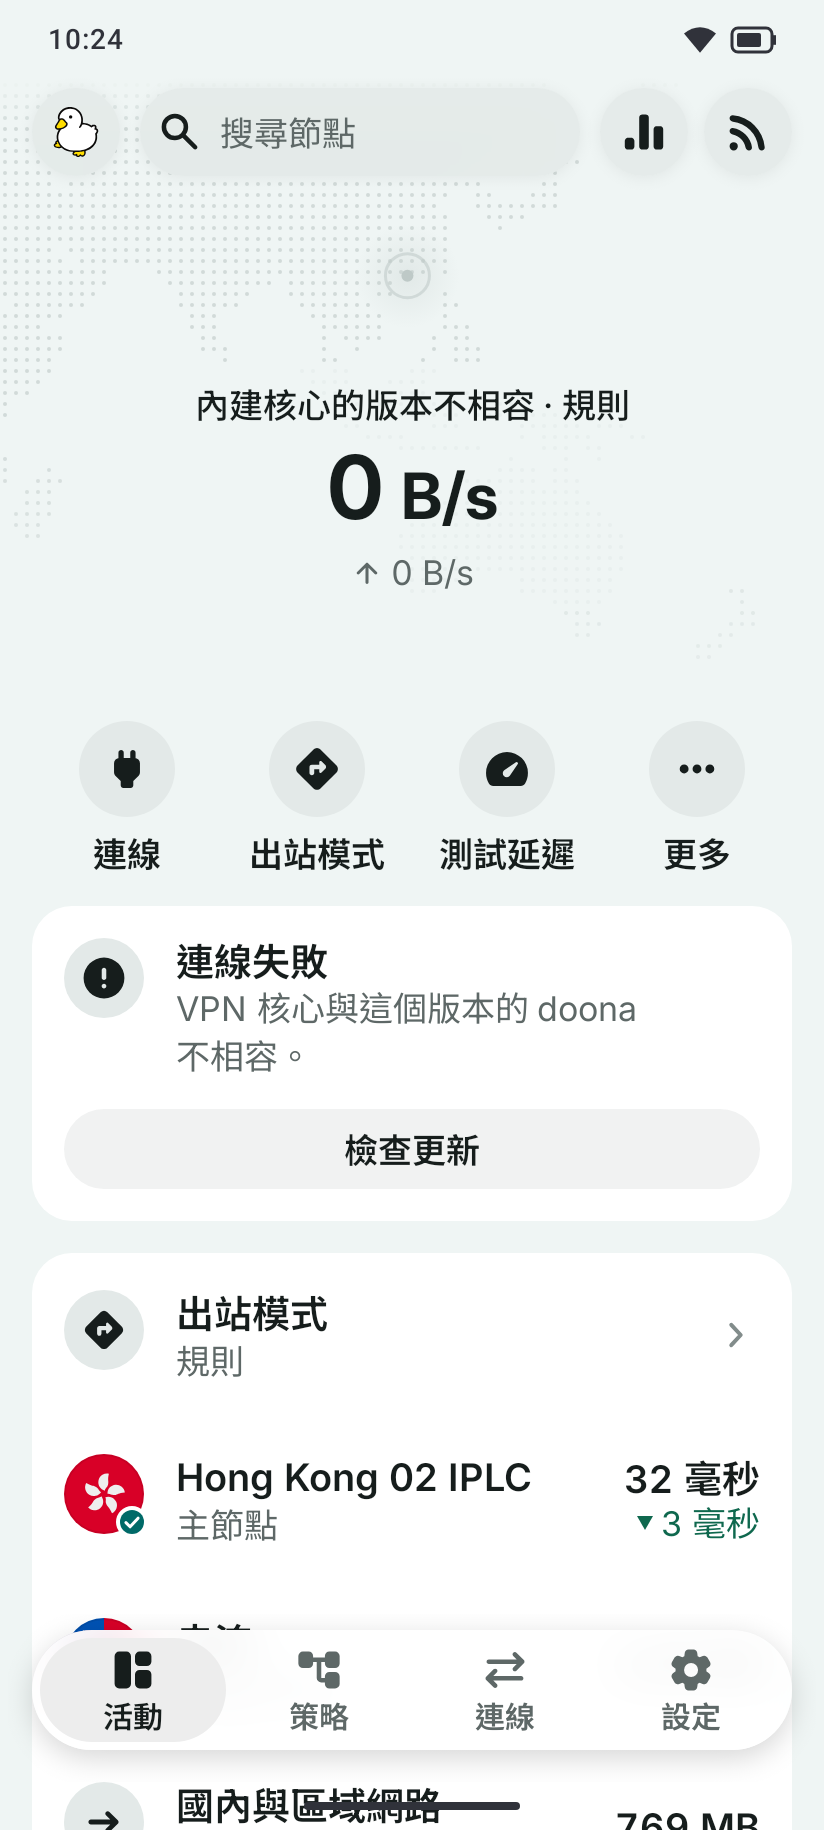 10:24
搜尋節點
內建核心的版本不相容 · 規則
0 B/s
↑ 0 B/s
連線
出站模式
測試延遲
更多
連線失敗
VPN 核心與這個版本的 doona
不相容。
檢查更新
出站模式
規則
Hong Kong 02 IPLC
32 毫秒
主節點
▼ 3 毫秒
活動
策略
連線
設定
國內與區域網路
769 MB